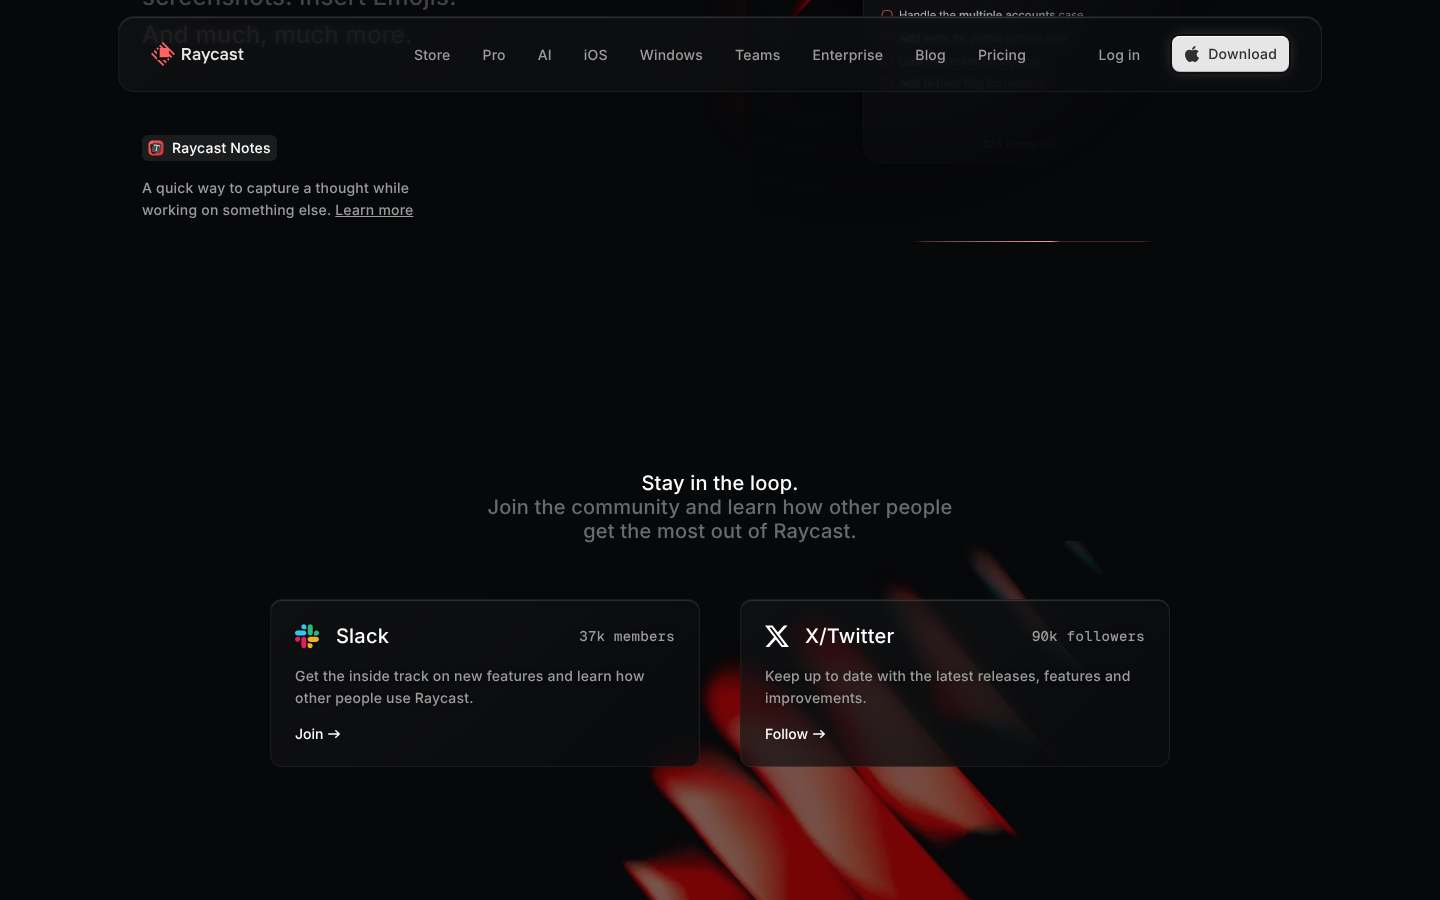 screenshots. Insert Emojis.
And much, much more.
Handle the multiple accounts case
Raycast
Store
Pro
AI
iOS
Windows
Teams
Enterprise
Blog
Pricing
Log in
Download
Raycast Notes
A quick way to capture a thought while
working on something else. Learn more
Stay in the loop.
Join the community and learn how other people
get the most out of Raycast.
Slack
37k members
Get the inside track on new features and learn how
other people use Raycast.
Join →
X/Twitter
90k followers
Keep up to date with the latest releases, features and
improvements.
Follow →